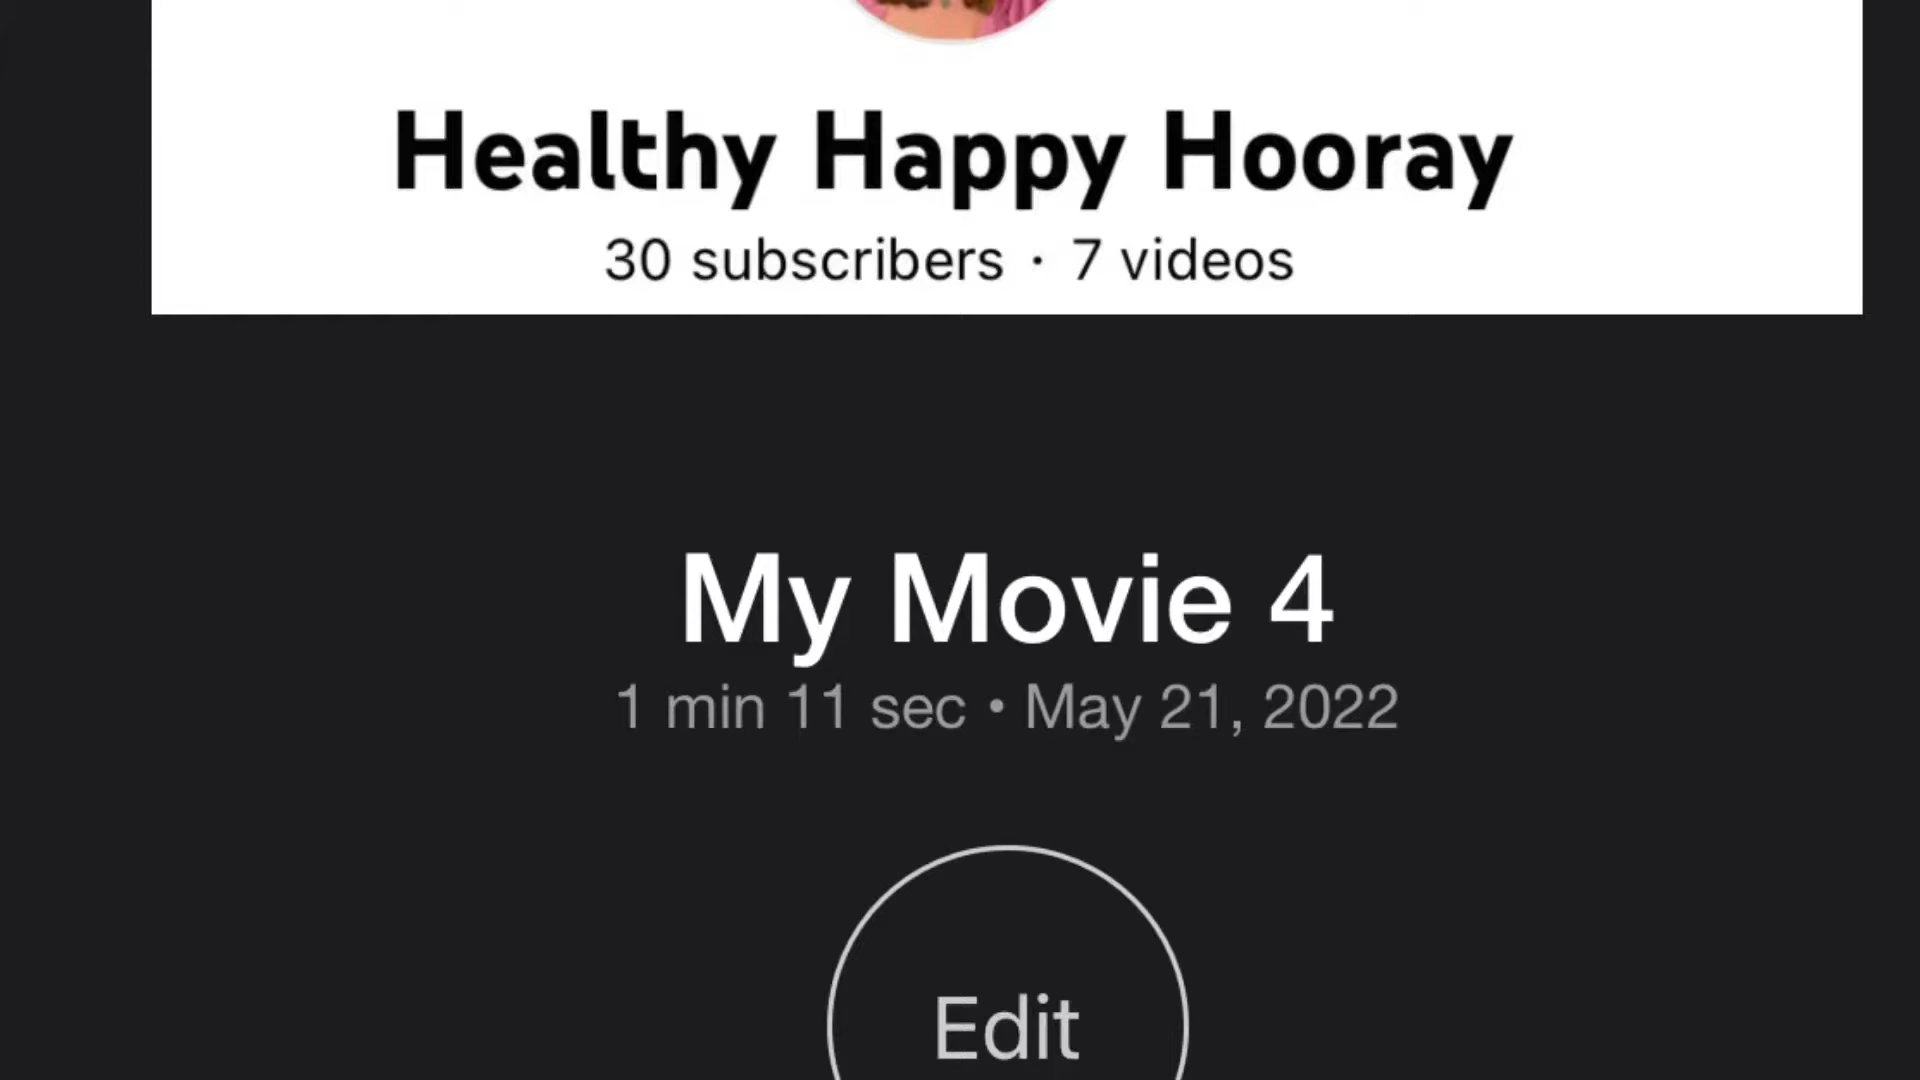 Healthy Happy Hooray
30 subscribers · 7 videos
My Movie 4
1 min 11 sec • May 21, 2022
Edit